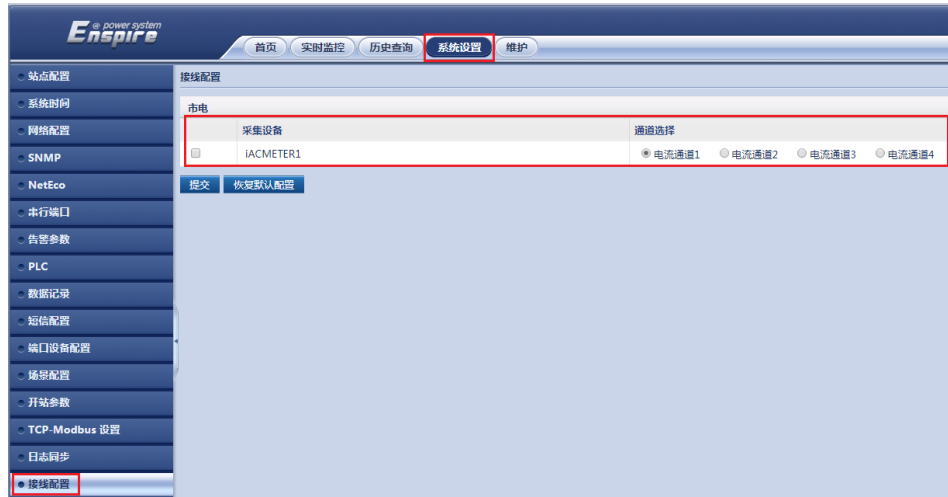 Enspire @ power system
首页 实时监控 历史查询 系统设置 维护
站点配置
系统时间
网络配置
SNMP
NetEco
串行端口
告警参数
PLC
数据记录
短信配置
端口设备配置
场景配置
开站参数
TCP-Modbus 设置
日志同步
接线配置
接线配置
市电
采集设备 通道选择
iACMETER1 电流通道1 电流通道2 电流通道3 电流通道4
提交 恢复默认配置